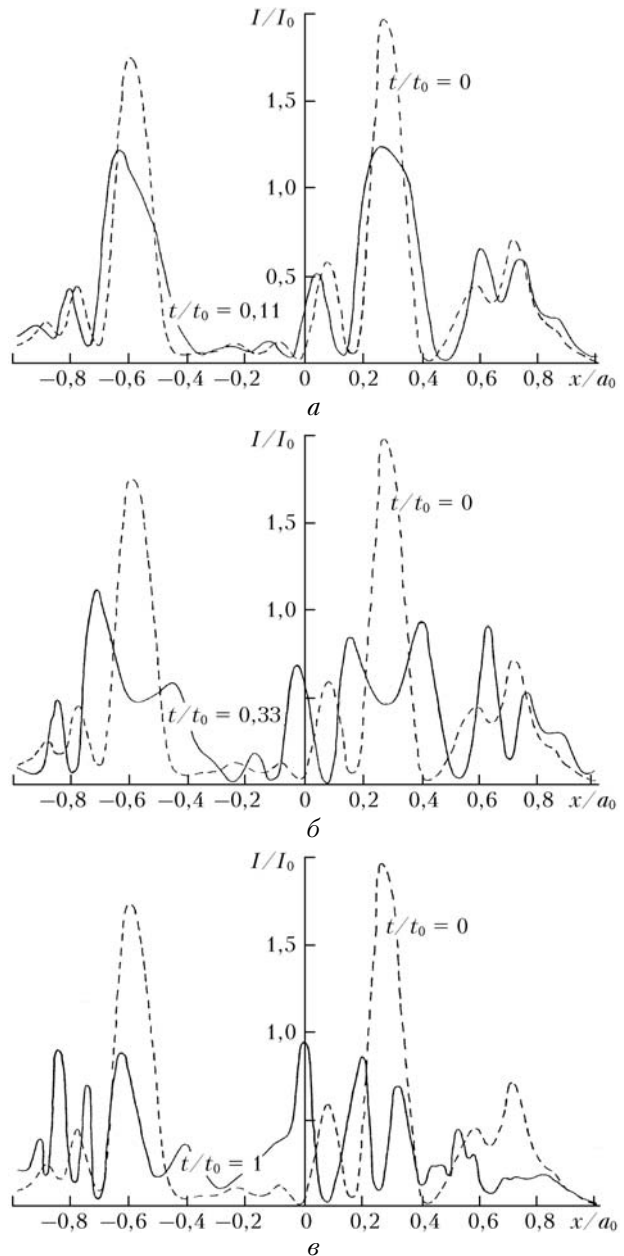 I/I₀
t/t₀ = 0
1,5
1,0
0,5
t/t₀ = 0,11
−0,8 −0,6 −0,4 −0,2 0 0,2 0,4 0,6 0,8 x/a₀
а
I/I₀
t/t₀ = 0
1,5
1,0
t/t₀ = 0,33
−0,8 −0,6 −0,4 −0,2 0 0,2 0,4 0,6 0,8 x/a₀
б
I/I₀
t/t₀ = 0
1,5
1,0
t/t₀ = 1
−0,8 −0,6 −0,4 −0,2 0 0,2 0,4 0,6 0,8 x/a₀
в